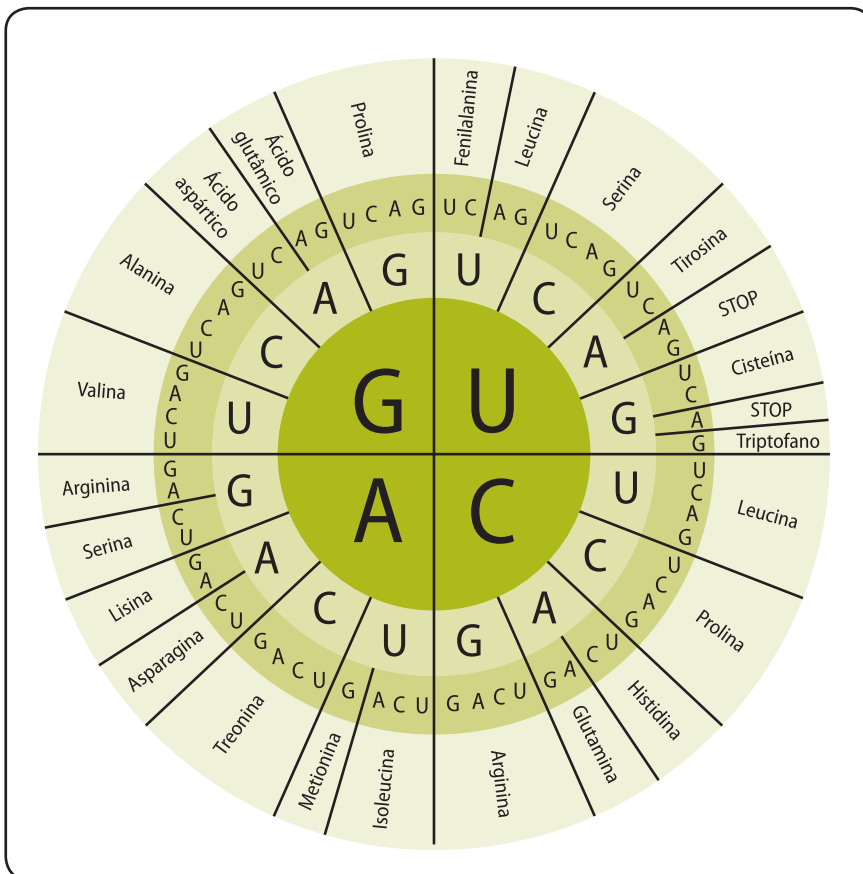 Fenilalanina
Leucina
Serina
Tirosina
STOP
Cisteína
STOP
Triptofano
Leucina
Prolina
Histidina
Glutamina
Arginina
Isoleucina
Metionina
Treonina
Asparagina
Lisina
Serina
Arginina
Valina
Alanina
Ácido
aspártico
Ácido
glutâmico
Prolina
U C A G U C A G U C A G U C A G
U C A G U C A G U C A G U C A G
U C A G U C A G U C A G U C A G
U C A G U C A G U C A G U C A G
U C A G
U C A G
U C A G
U C A G
G U
A C